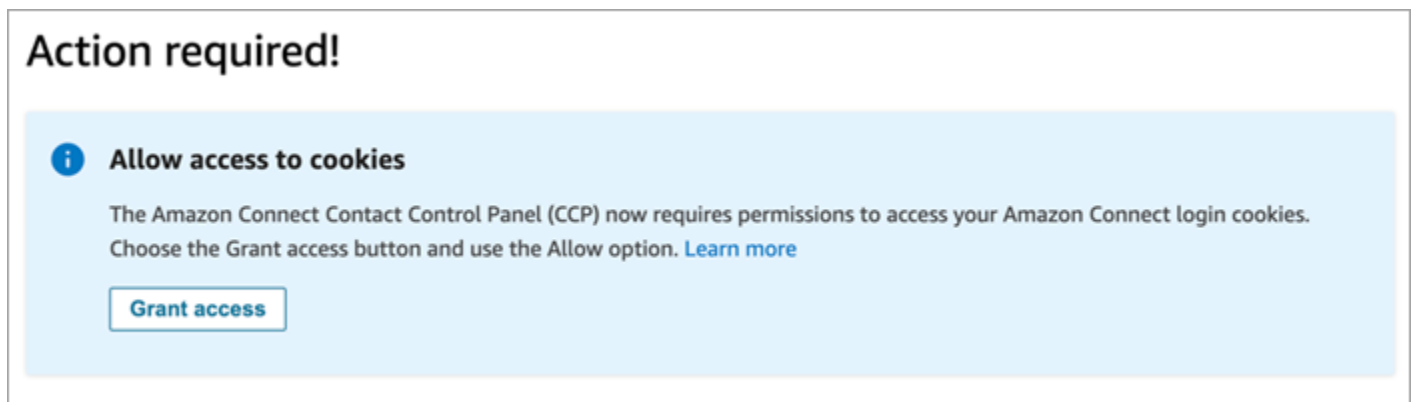 Action required!
Allow access to cookies
The Amazon Connect Contact Control Panel (CCP) now requires permissions to access your Amazon Connect login cookies.
Choose the Grant access button and use the Allow option. Learn more
Grant access